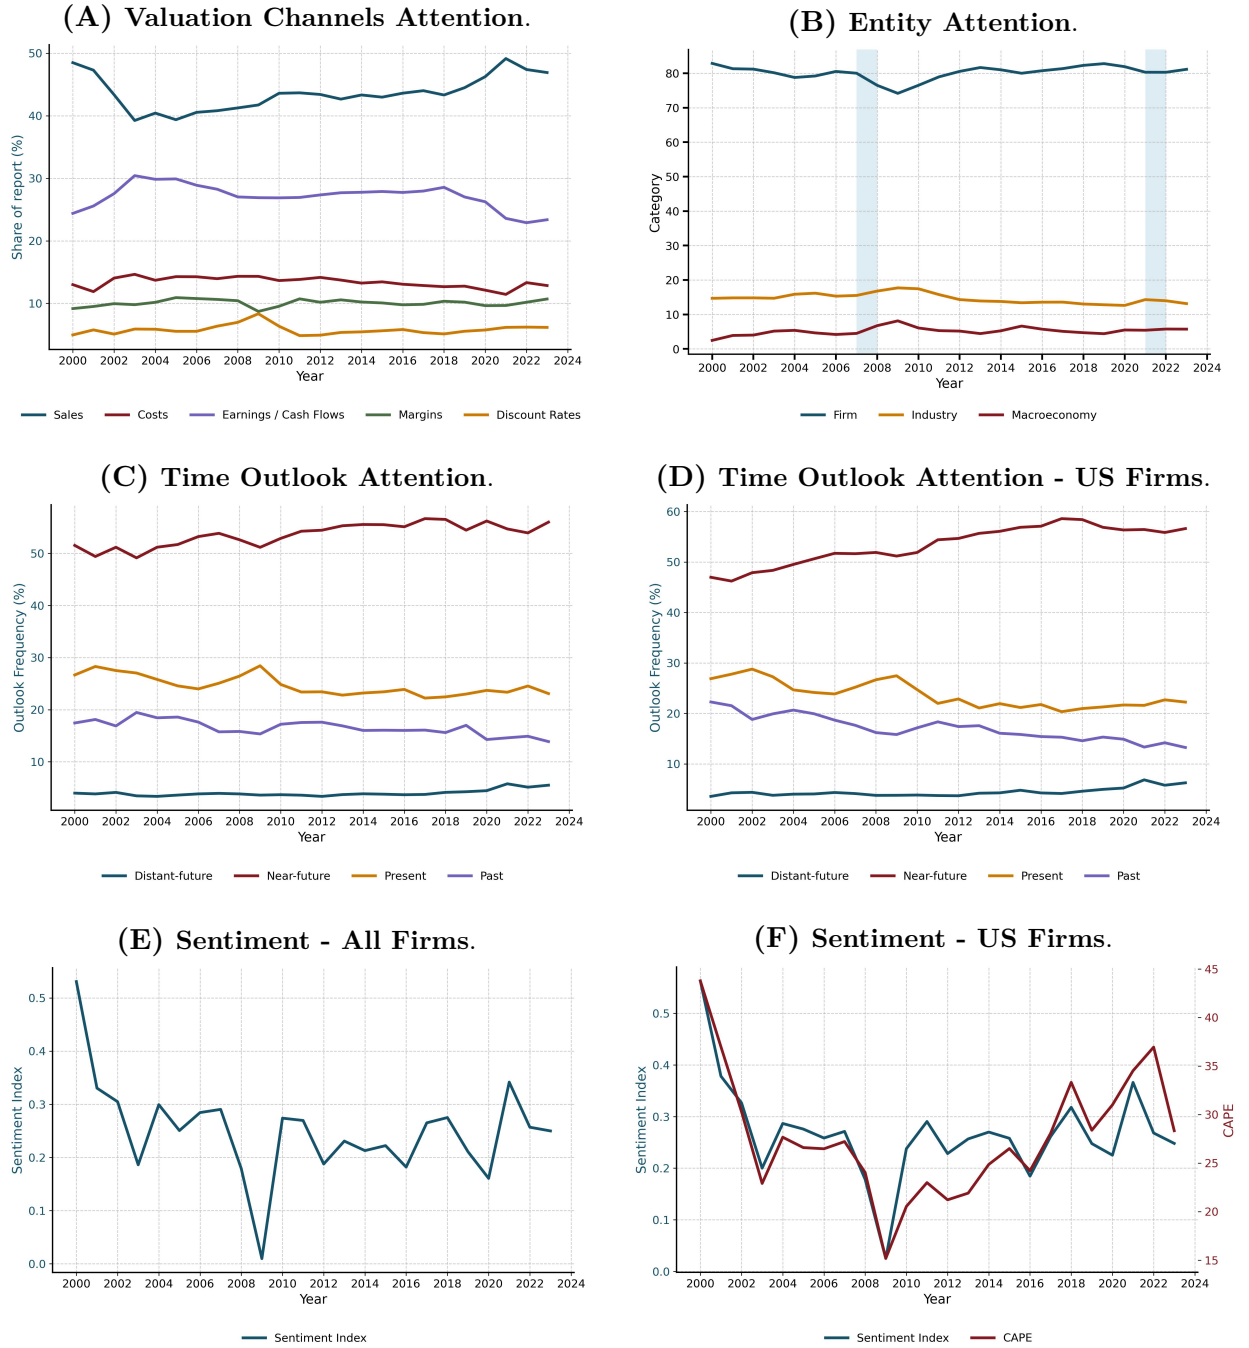 (A) Valuation Channels Attention.
50
40
30
20
10
Share of report (%)
2000 2002 2004 2006 2008 2010 2012 2014 2016 2018 2020 2022 2024
Year
Sales Costs Earnings / Cash Flows Margins Discount Rates
(B) Entity Attention.
80
70
60
50
40
30
20
10
0
Category
2000 2002 2004 2006 2008 2010 2012 2014 2016 2018 2020 2022 2024
Year
Firm Industry Macroeconomy
(C) Time Outlook Attention.
50
40
30
20
10
Outlook Frequency (%)
2000 2002 2004 2006 2008 2010 2012 2014 2016 2018 2020 2022 2024
Year
Distant-future Near-future Present Past
(D) Time Outlook Attention - US Firms.
60
50
40
30
20
10
Outlook Frequency (%)
2000 2002 2004 2006 2008 2010 2012 2014 2016 2018 2020 2022 2024
Year
Distant-future Near-future Present Past
(E) Sentiment - All Firms.
0.5
0.4
0.3
0.2
0.1
0.0
Sentiment Index
2000 2002 2004 2006 2008 2010 2012 2014 2016 2018 2020 2022 2024
Year
Sentiment Index
(F) Sentiment - US Firms.
0.5
0.4
0.3
0.2
0.1
0.0
Sentiment Index
45
40
35
30
25
20
15
CAPE
2000 2002 2004 2006 2008 2010 2012 2014 2016 2018 2020 2022 2024
Year
Sentiment Index CAPE